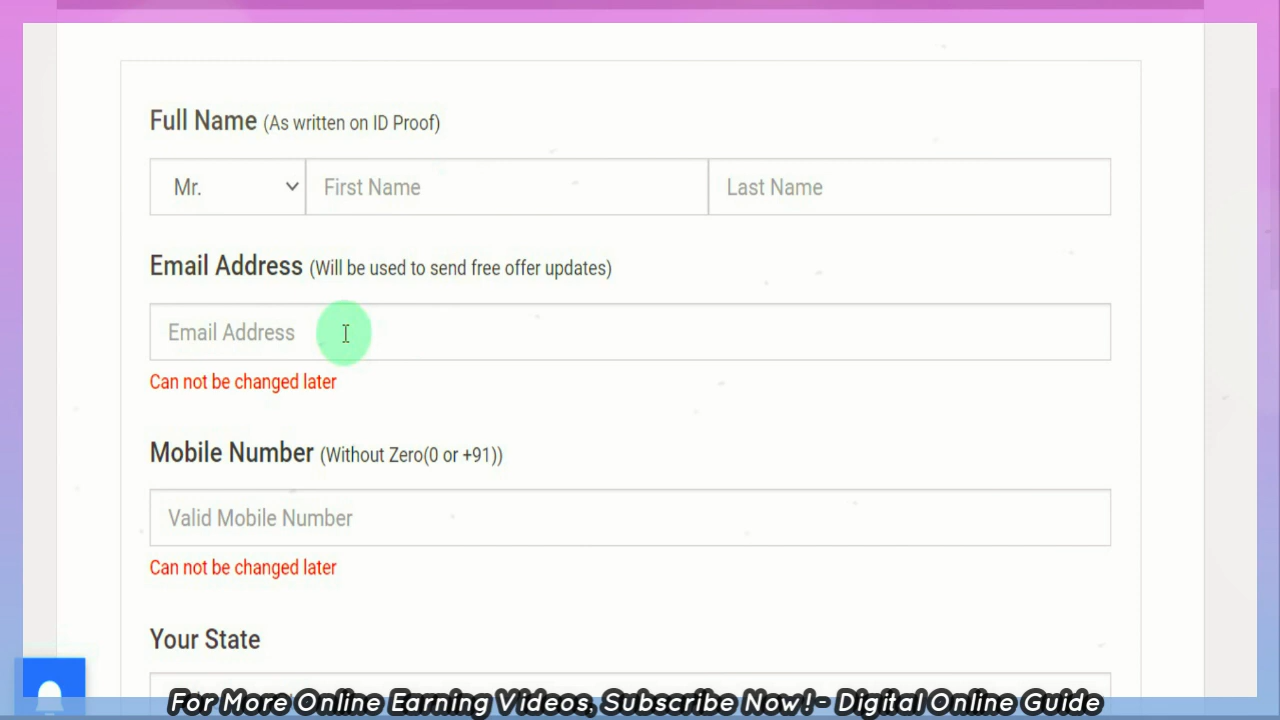 Full Name (As written on ID Proof)
Mr. First Name Last Name
Email Address (Will be used to send free offer updates)
Email Address
Can not be changed later
Mobile Number (Without Zero(0 or +91))
Valid Mobile Number
Can not be changed later
Your State
For More Online Earning Videos, Subscribe Now! - Digital Online Guide